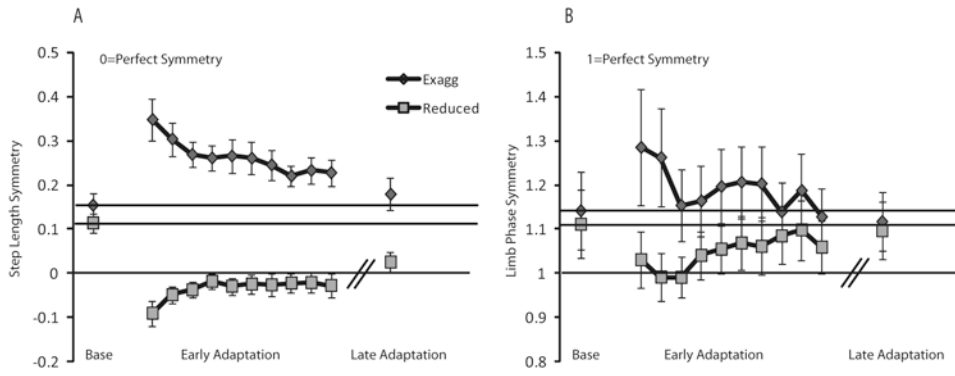 A
0=Perfect Symmetry
Exagg
Reduced
Step Length Symmetry
0.5
0.4
0.3
0.2
0.1
0
-0.1
-0.2
Base
Early Adaptation
Late Adaptation
B
1=Perfect Symmetry
Limb Phase Symmetry
1.5
1.4
1.3
1.2
1.1
1
0.9
0.8
Base
Early Adaptation
Late Adaptation